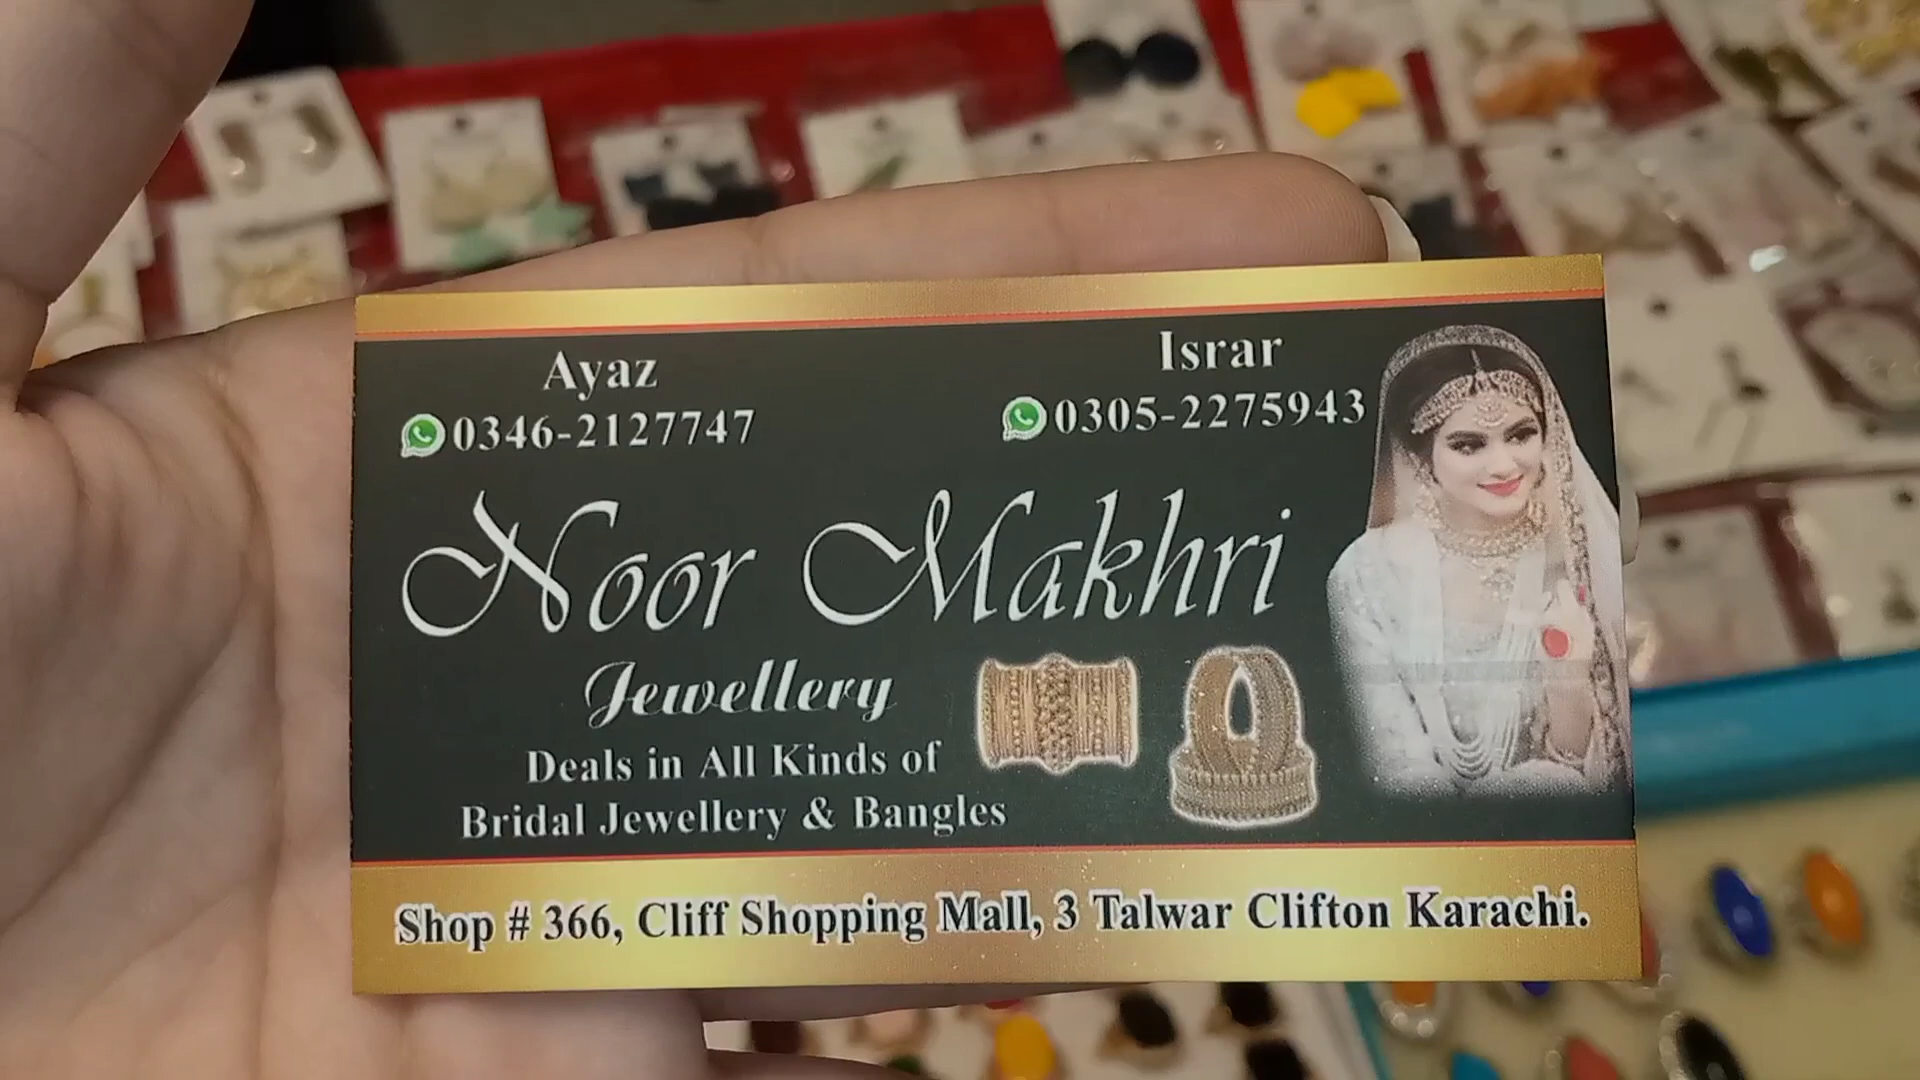 Ayaz
0346-2127747
Israr
0305-2275943
Noor Makhri
Jewellery
Deals in All Kinds of
Bridal Jewellery & Bangles
Shop # 366, Cliff Shopping Mall, 3 Talwar Clifton Karachi.